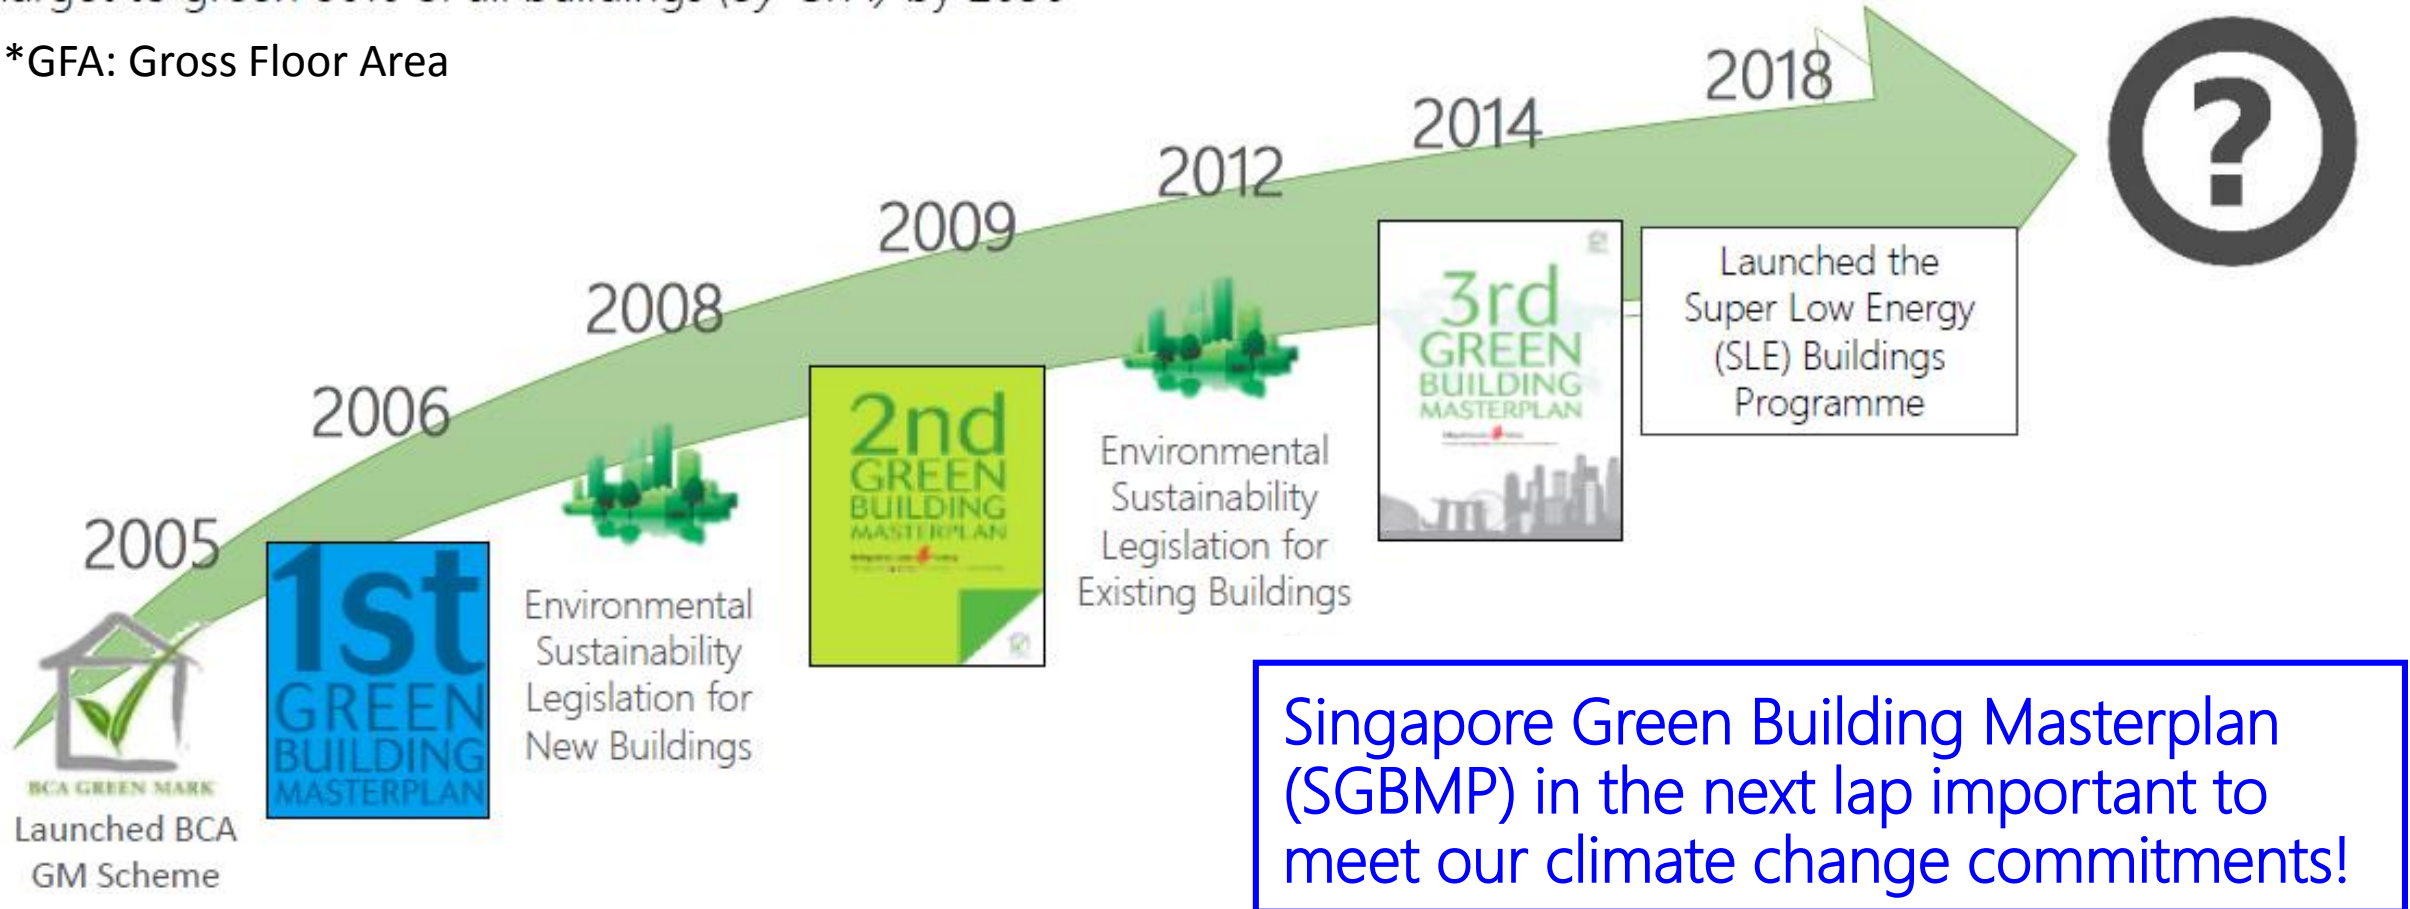 *GFA: Gross Floor Area
2005
2006
2008
2009
2012
2014
2018
?
BCA GREEN MARK
Launched BCA
GM Scheme
1st
GREEN
BUILDING
MASTERPLAN
Environmental
Sustainability
Legislation for
New Buildings
2nd
GREEN
BUILDING
MASTERPLAN
Environmental
Sustainability
Legislation for
Existing Buildings
3rd
GREEN
BUILDING
MASTERPLAN
Launched the
Super Low Energy
(SLE) Buildings
Programme
Singapore Green Building Masterplan
(SGBMP) in the next lap important to
meet our climate change commitments!